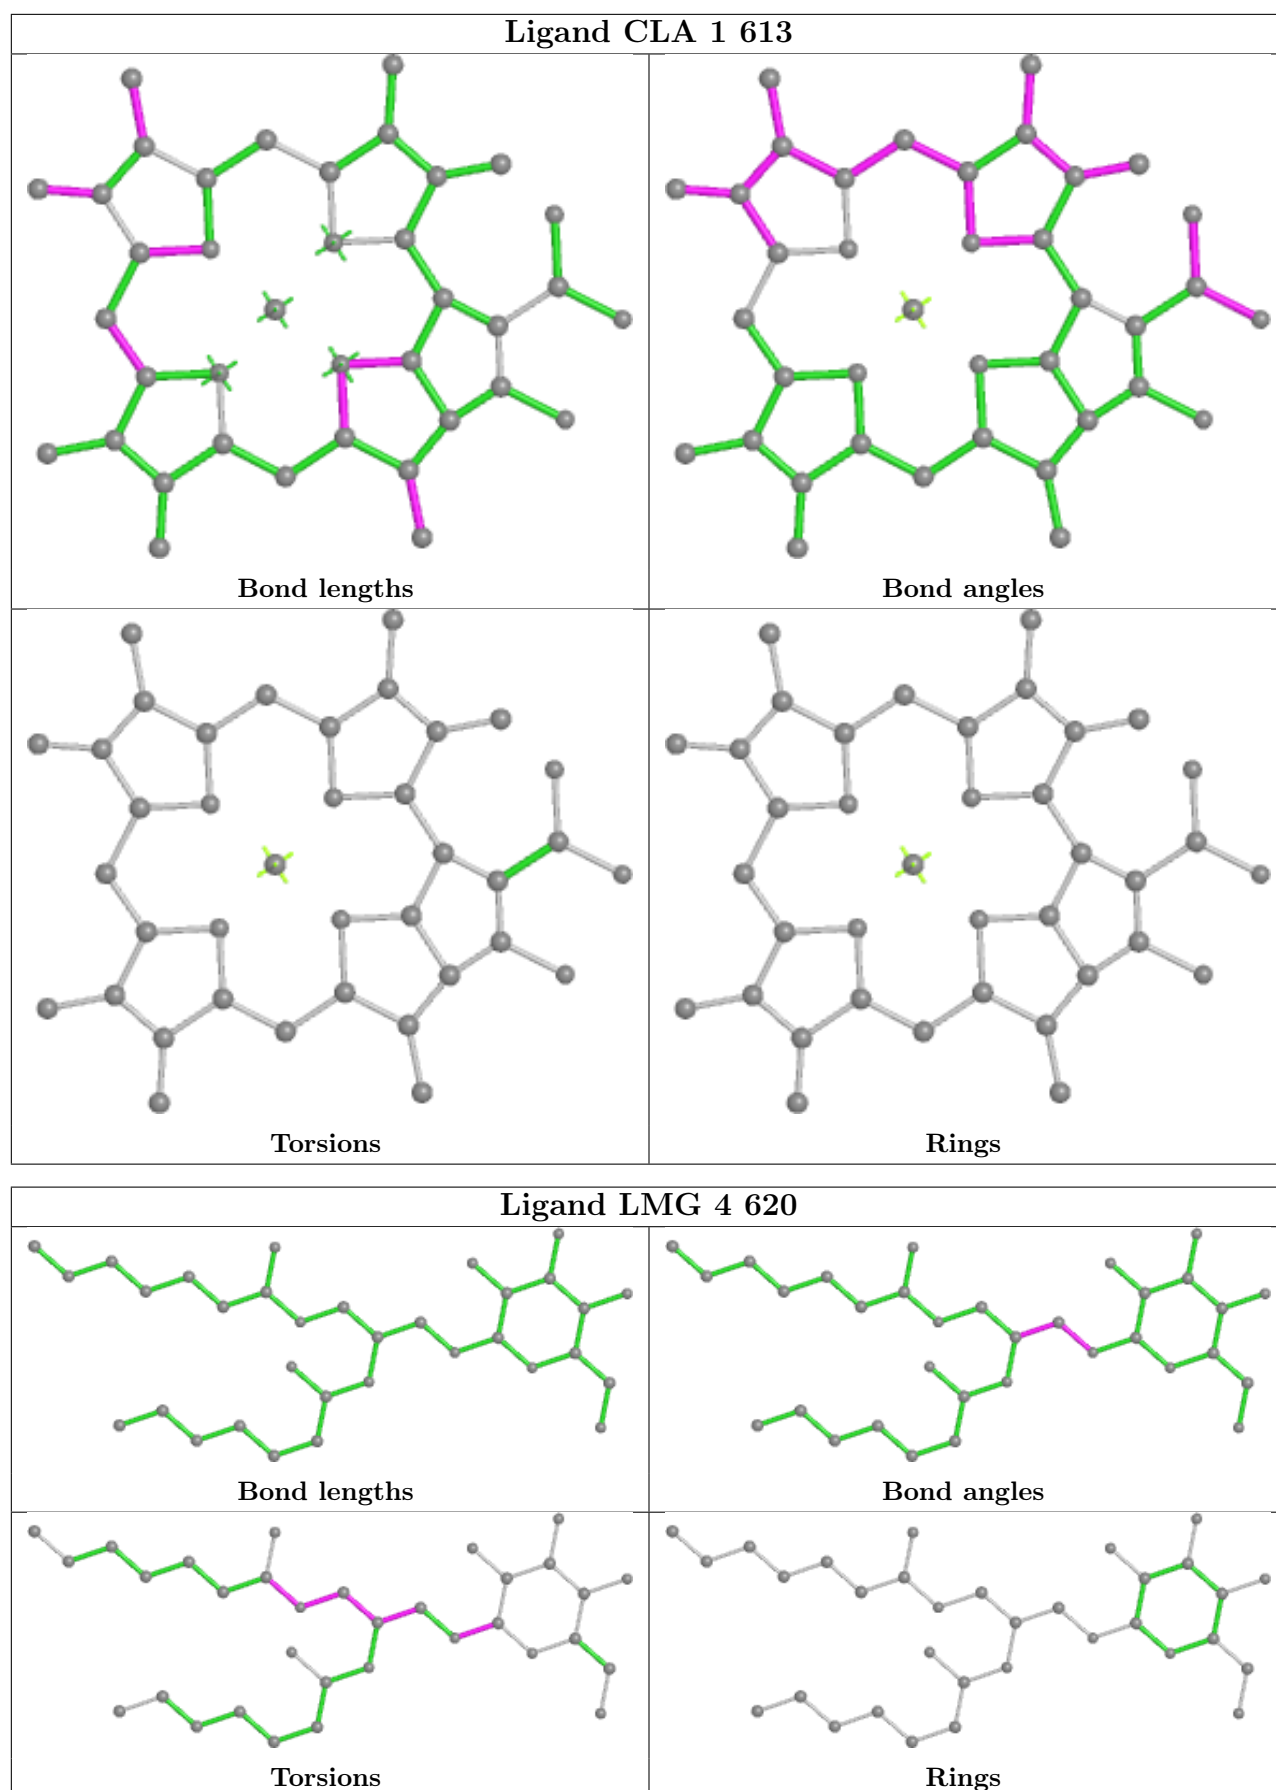 Ligand CLA 1 613
Bond lengths
Bond angles
Torsions
Rings
Ligand LMG 4 620
Bond lengths
Bond angles
Torsions
Rings